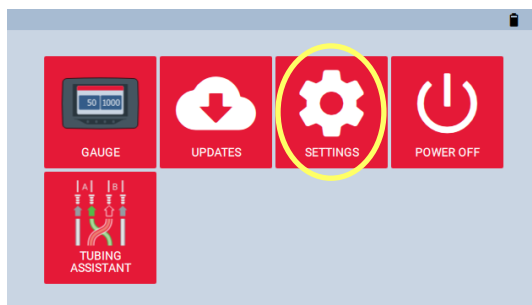 50 1000
GAUGE
UPDATES
SETTINGS
POWER OFF
A B
TUBING
ASSISTANT